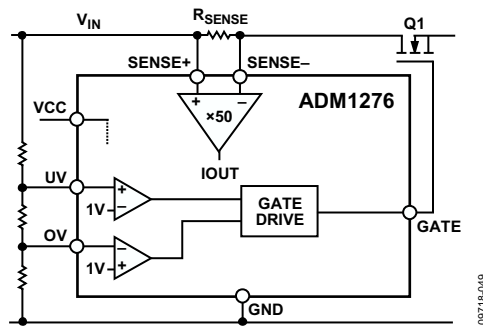 VIN
RSENSE
Q1
SENSE+
SENSE–
ADM1276
VCC
+
–
×50
IOUT
UV
+
–
1V
GATE
DRIVE
GATE
OV
–
+
1V
GND
09718-049